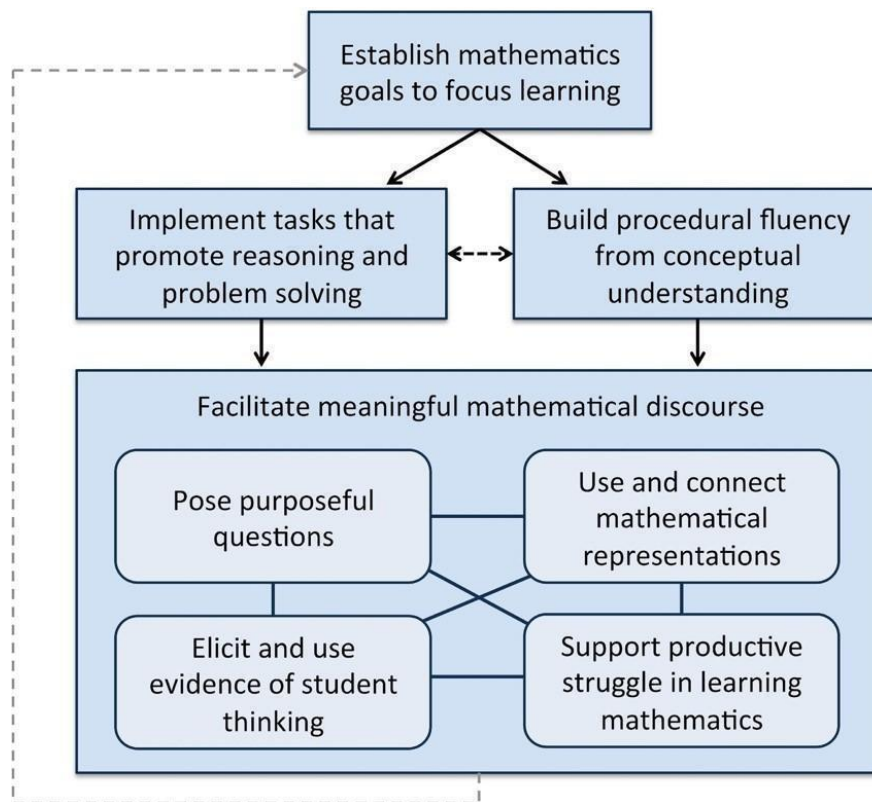 Establish mathematics
goals to focus learning
Implement tasks that
promote reasoning and
problem solving
Build procedural fluency
from conceptual
understanding
Facilitate meaningful mathematical discourse
Pose purposeful
questions
Use and connect
mathematical
representations
Elicit and use
evidence of student
thinking
Support productive
struggle in learning
mathematics